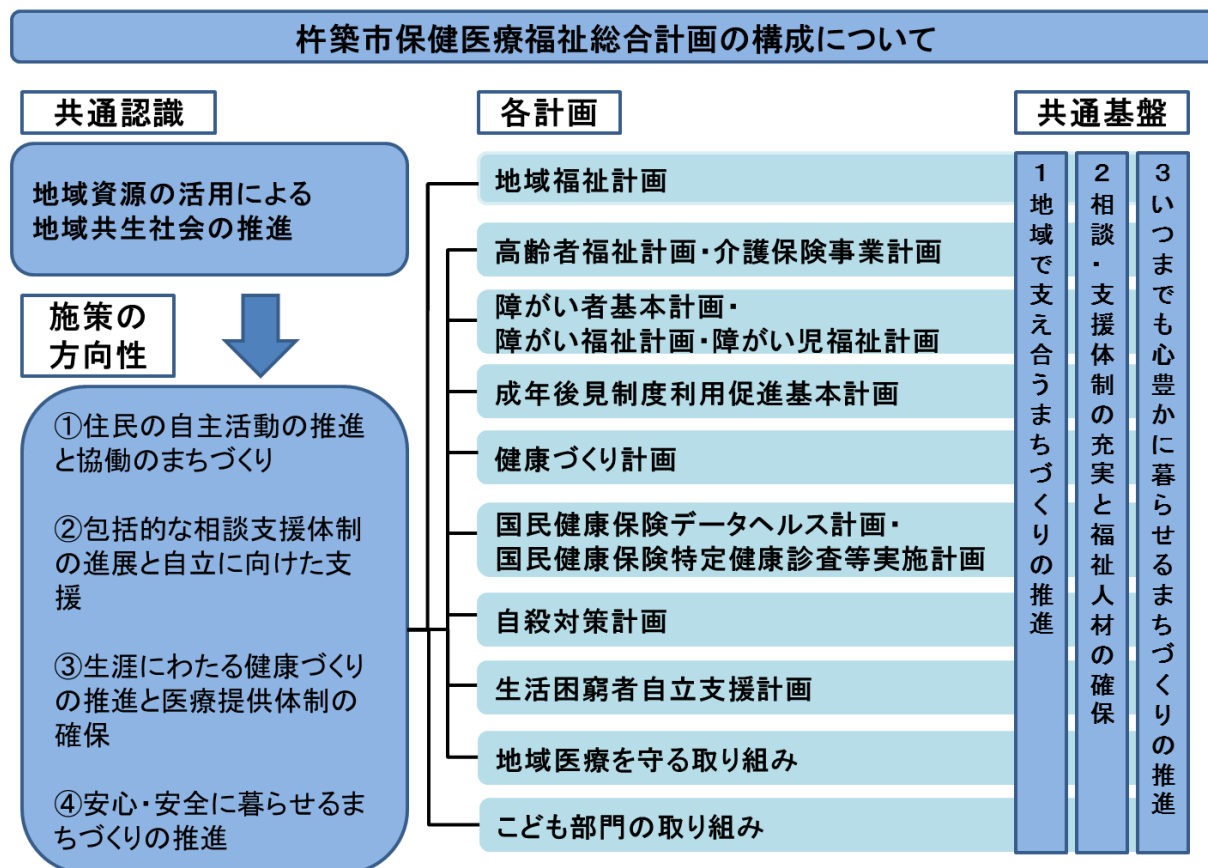 杵築市保健医療福祉総合計画の構成について
共通認識
地域資源の活用による
地域共生社会の推進
施策の
方向性
①住民の自主活動の推進
と協働のまちづくり
②包括的な相談支援体制
の進展と自立に向けた支
援
③生涯にわたる健康づくり
の推進と医療提供体制の
確保
④安心・安全に暮らせるま
ちづくりの推進
各計画
地域福祉計画
高齢者福祉計画・介護保険事業計画
障がい者基本計画・
障がい福祉計画・障がい児福祉計画
成年後見制度利用促進基本計画
健康づくり計画
国民健康保険データヘルス計画・
国民健康保険特定健康診査等実施計画
自殺対策計画
生活困窮者自立支援計画
地域医療を守る取り組み
こども部門の取り組み
共通基盤
1地域で支え合うまちづくりの推進
2相談・支援体制の充実と福祉人材の確保
3いつまでも心豊かに暮らせるまちづくりの推進